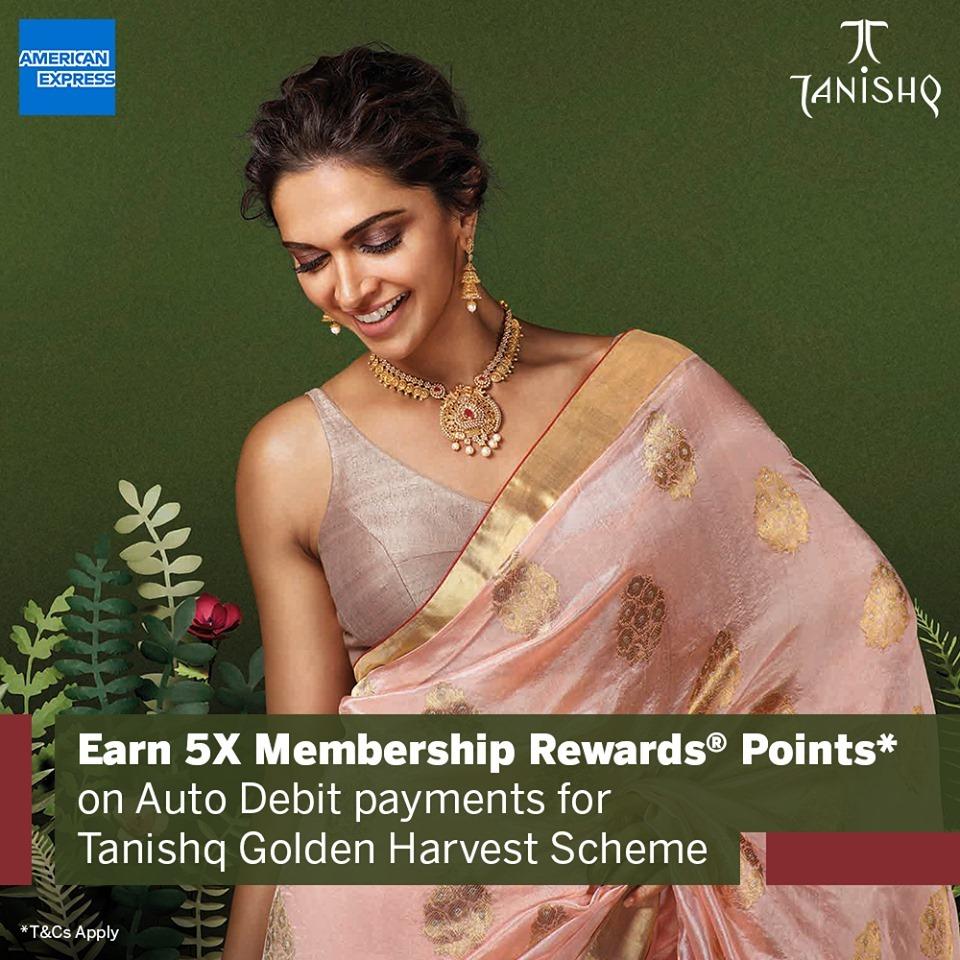 AMERICAN
EXPRESS
TANISHQ
Earn 5X Membership Rewards® Points*
on Auto Debit payments for
Tanishq Golden Harvest Scheme
*T&Cs Apply